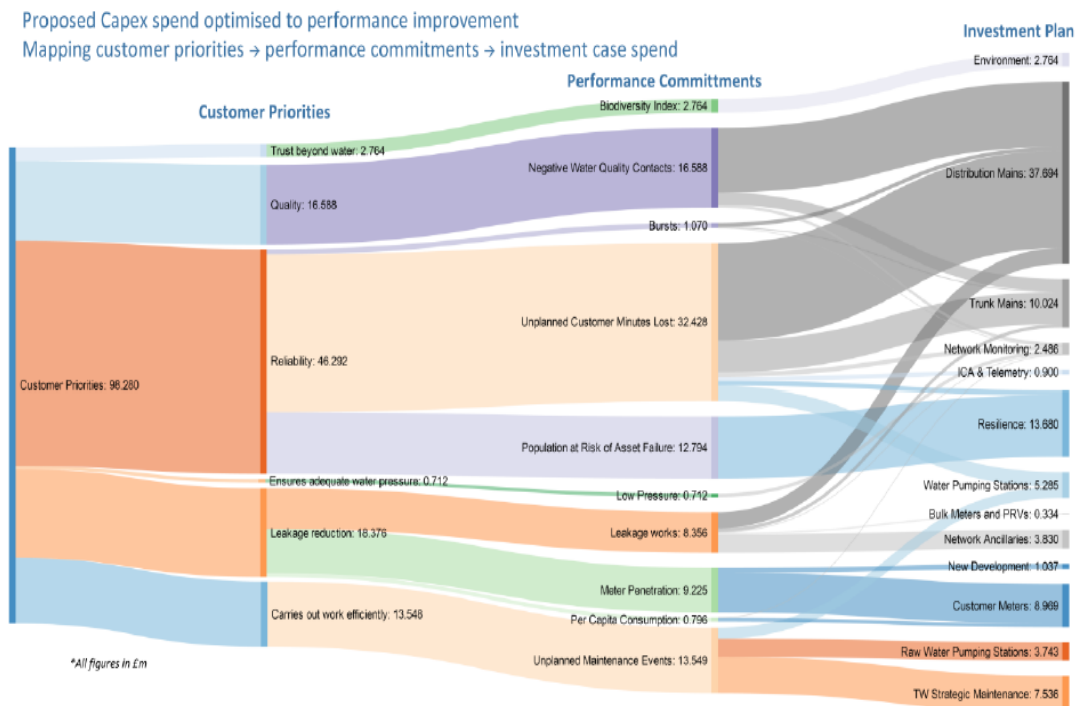 Proposed Capex spend optimised to performance improvement
Mapping customer priorities → performance commitments → investment case spend
Customer Priorities
Performance Committments
Investment Plan
Customer Priorities: 98.280
Trust beyond water: 2.764
Quality: 16.588
Reliability: 46.292
Ensures adequate water pressure: 0.712
Leakage reduction: 18.376
Carries out work efficiently: 13.548
Biodiversity Index: 2.764
Negative Water Quality Contacts: 16.588
Bursts: 1.070
Unplanned Customer Minutes Lost: 32.428
Population at Risk of Asset Failure: 12.794
Low Pressure: 0.712
Leakage works: 8.356
Meter Penetration: 9.225
Per Capita Consumption: 0.796
Unplanned Maintenance Events: 13.549
Environment: 2.764
Distribution Mains: 37.694
Trunk Mains: 10.024
Network Monitoring: 2.486
ICA & Telemetry: 0.900
Resilience: 13.680
Water Pumping Stations: 5.285
Bulk Meters and PRVs: 0.334
Network Ancillaries: 3.830
New Development: 1.037
Customer Meters: 8.969
Raw Water Pumping Stations: 3.743
TW Strategic Maintenance: 7.536
*All figures in £m